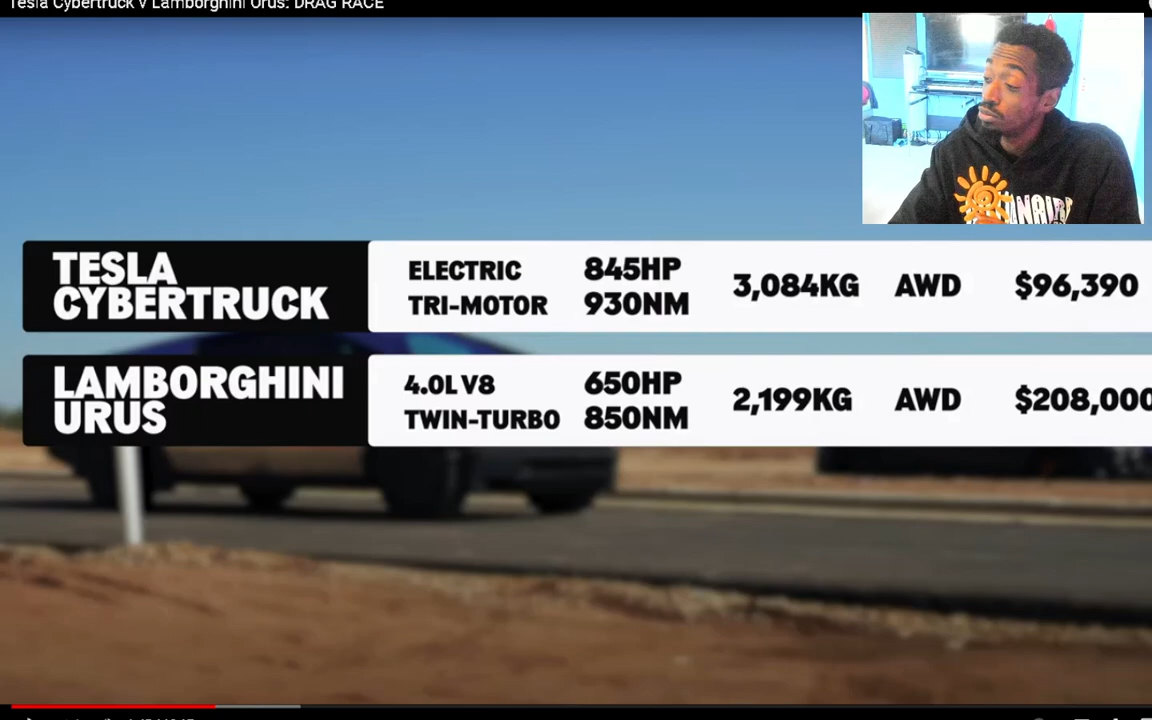 Tesla Cybertruck v Lamborghini Urus: DRAG RACE
TESLA
CYBERTRUCK
ELECTRIC
TRI-MOTOR
845HP
930NM
3,084KG
AWD
$96,390
LAMBORGHINI
URUS
4.0L V8
TWIN-TURBO
650HP
850NM
2,199KG
AWD
$208,000